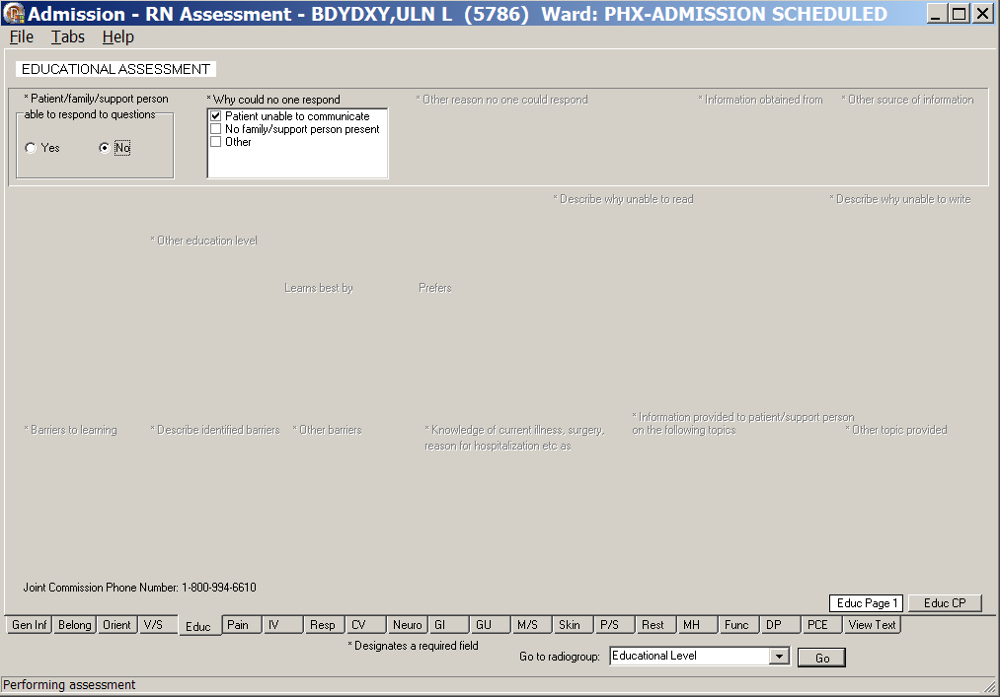 Admission - RN Assessment - BDYDXY,ULN L (5786) Ward: PHX-ADMISSION SCHEDULED
File Tabs Help
EDUCATIONAL ASSESSMENT
* Patient/family/support person
able to respond to questions
Yes No
* Why could no one respond
Patient unable to communicate
No family/support person present
Other
* Other reason no one could respond
* Information obtained from
* Other source of information
* Describe why unable to read
* Describe why unable to write
* Other education level
Learns best by
Prefers
* Barriers to learning
* Describe identified barriers
* Other barriers
* Knowledge of current illness, surgery,
reason for hospitalization etc as
* Information provided to patient/support person
on the following topics
* Other topic provided
Joint Commission Phone Number: 1-800-994-6610
Educ Page 1 Educ CP
Gen Inf Belong Orient V/S Educ Pain IV Resp CV Neuro GI GU M/S Skin P/S Rest MH Func DP PCE View Text
* Designates a required field
Go to radiogroup: Educational Level Go
Performing assessment